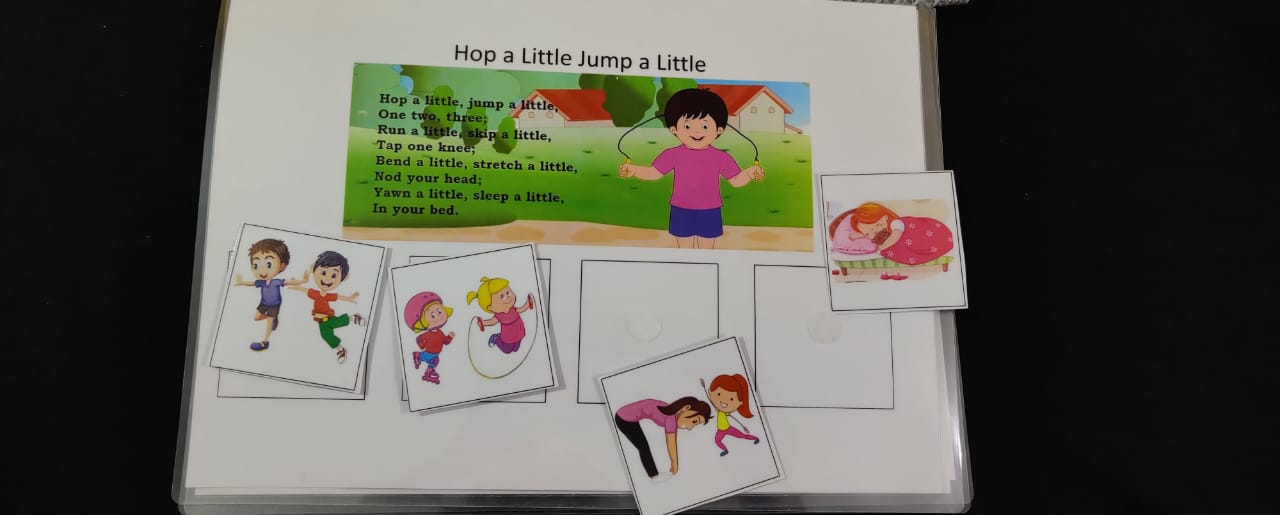 Hop a Little Jump a Little
Hop a little, jump a little,
One two, three;
Run a little, skip a little,
Tap one knee;
Bend a little, stretch a little,
Nod your head;
Yawn a little, sleep a little,
In your bed.